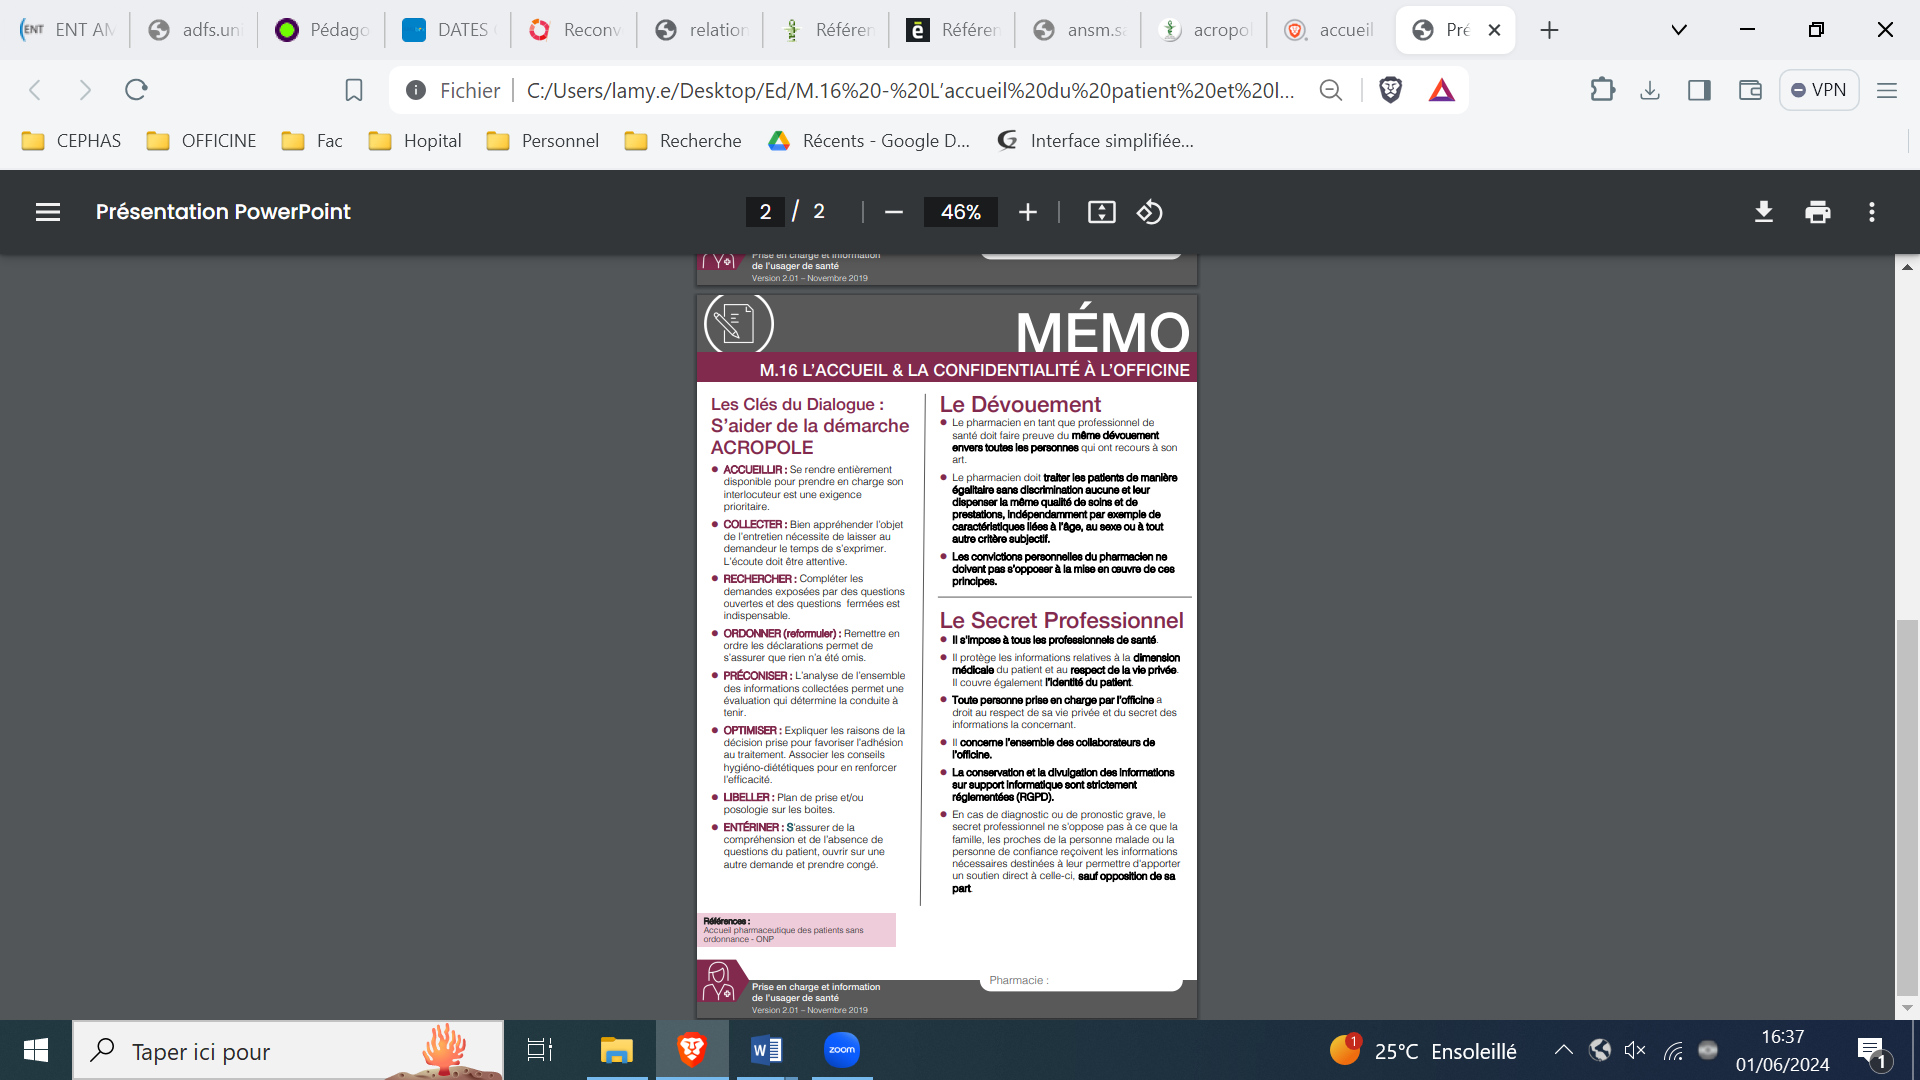 ENT AM
adfs.uni
Pédago
DATES
Reconv
relation
Référen
Référen
ansm.sa
acropol
accueil
Pré
Fichier
C:/Users/lamy.e/Desktop/Ed/M.16%20-%20L’accueil%20du%20patient%20et%20l...
VPN
CEPHAS
OFFICINE
Fac
Hopital
Personnel
Recherche
Récents - Google D...
Interface simplifiée...
Présentation PowerPoint
2 / 2
46%
Prise en charge et information
de l’usager de santé
Version 2.01 – Novembre 2019
MÉMO
M.16 L’ACCUEIL & LA CONFIDENTIALITÉ À L’OFFICINE
Les Clés du Dialogue :
S’aider de la démarche
ACROPOLE
ACCUEILLIR : Se rendre entièrement
disponible pour prendre en charge son
interlocuteur est une exigence
prioritaire.
COLLECTER : Bien appréhender l’objet
de l’entretien nécessite de laisser au
demandeur le temps de s’exprimer.
L’écoute doit être attentive.
RECHERCHER : Compléter les
demandes exposées par des questions
ouvertes et des questions fermées est
indispensable.
ORDONNER (reformuler) : Remettre en
ordre les déclarations permet de
s’assurer que rien n’a été omis.
PRÉCONISER : L’analyse de l’ensemble
des informations collectées permet une
évaluation qui détermine la conduite à
tenir.
OPTIMISER : Expliquer les raisons de la
décision prise pour favoriser l’adhésion
au traitement. Associer les conseils
hygiéno-diététiques pour en renforcer
l’efficacité.
LIBELLER : Plan de prise et/ou
posologie sur les boites.
ENTÉRINER : S’assurer de la
compréhension et de l’absence de
questions du patient, ouvrir sur une
autre demande et prendre congé.
Références :
Accueil pharmaceutique des patients sans
ordonnance - ONP
Le Dévouement
Le pharmacien en tant que professionnel de
santé doit faire preuve du même dévouement
envers toutes les personnes qui ont recours à son
art.
Le pharmacien doit traiter les patients de manière
égalitaire sans discrimination aucune et leur
dispenser la même qualité de soins et de
prestations, indépendamment par exemple de
caractéristiques liées à l’âge, au sexe ou à tout
autre critère subjectif.
Les convictions personnelles du pharmacien ne
doivent pas s’opposer à la mise en œuvre de ces
principes.
Le Secret Professionnel
Il s’impose à tous les professionnels de santé.
Il protège les informations relatives à la dimension
médicale du patient et au respect de la vie privée.
Il couvre également l’identité du patient.
Toute personne prise en charge par l’officine a
droit au respect de sa vie privée et du secret des
informations la concernant.
Il concerne l’ensemble des collaborateurs de
l’officine.
La conservation et la divulgation des informations
sur support informatique sont strictement
réglementées (RGPD).
En cas de diagnostic ou de pronostic grave, le
secret professionnel ne s’oppose pas à ce que la
famille, les proches de la personne malade ou la
personne de confiance reçoivent les informations
nécessaires destinées à leur permettre d’apporter
un soutien direct à celle-ci, sauf opposition de sa
part.
Pharmacie :
Prise en charge et information
de l’usager de santé
Version 2.01 – Novembre 2019
Taper ici pour
zoom
1
25°C Ensoleillé
16:37
01/06/2024
1